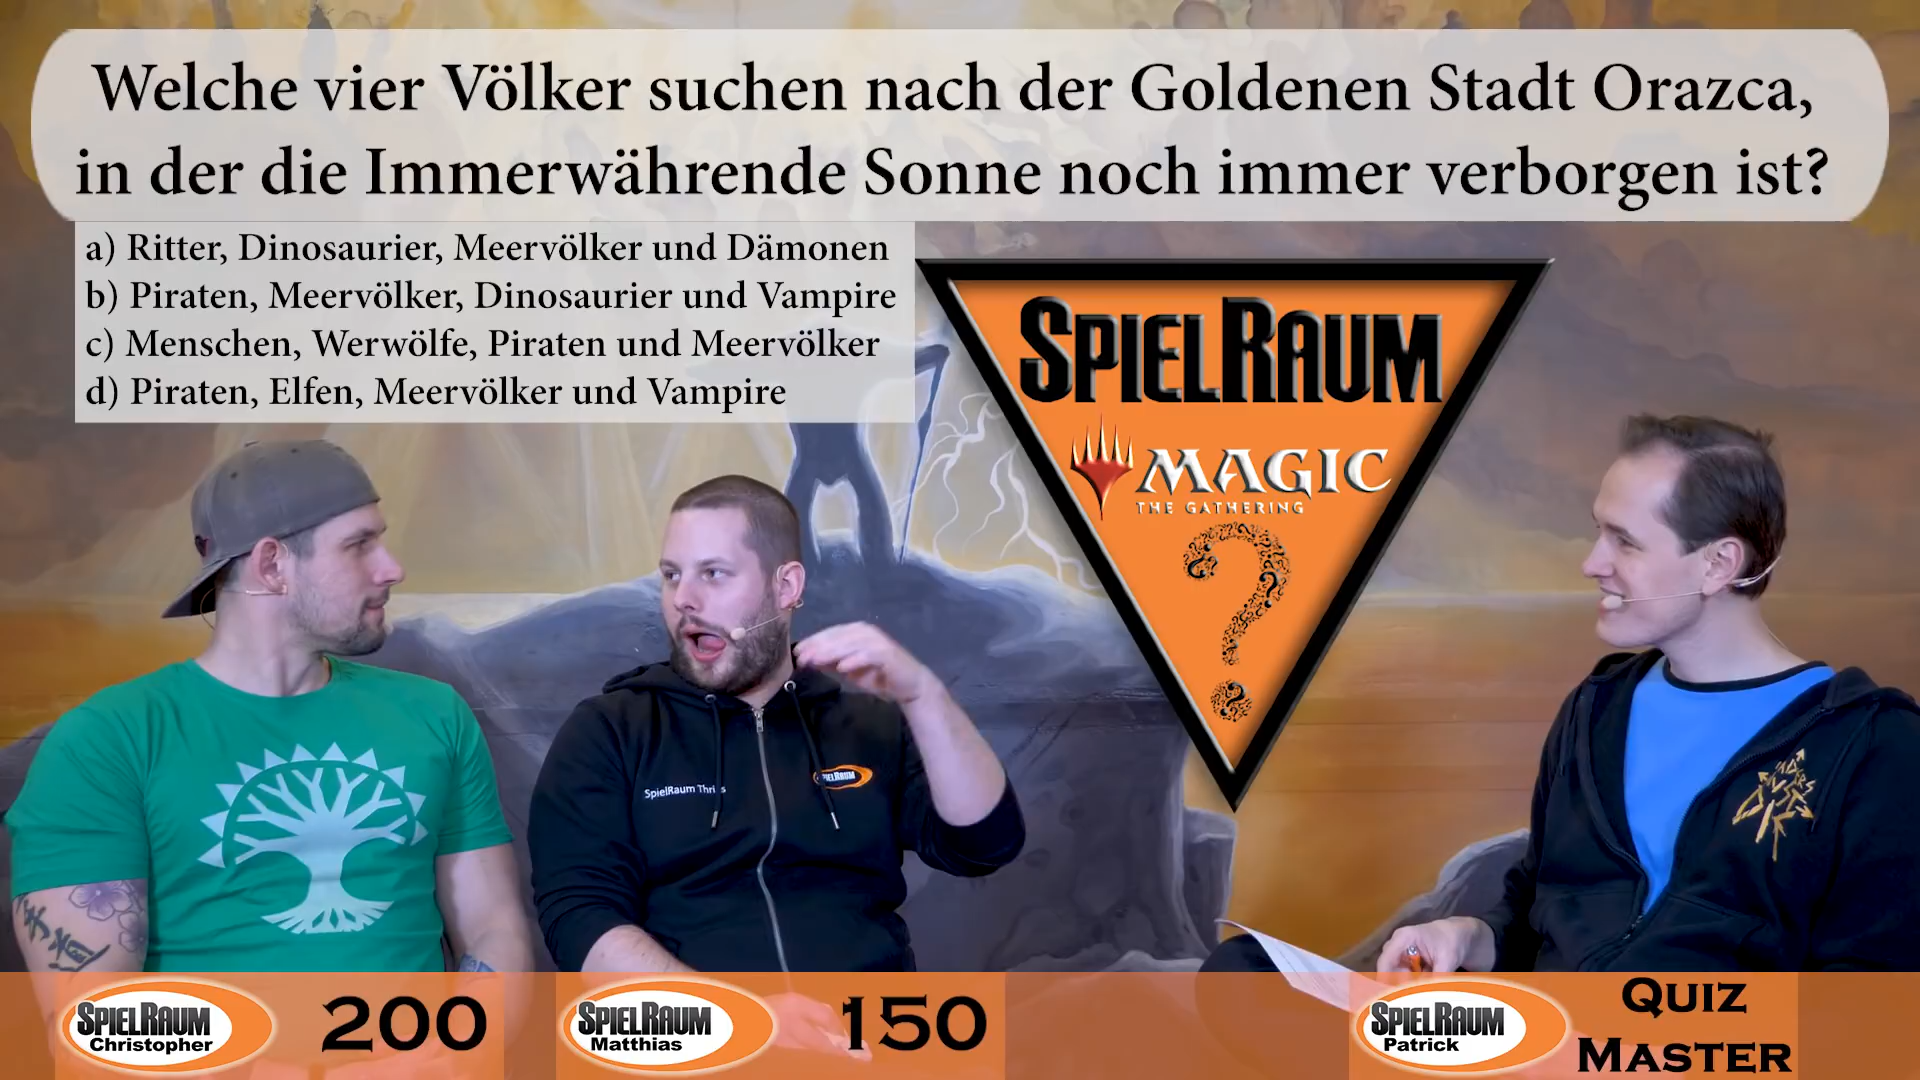 Welche vier Völker suchen nach der Goldenen Stadt Orazca,
in der die Immerwährende Sonne noch immer verborgen ist?
a) Ritter, Dinosaurier, Meervölker und Dämonen
b) Piraten, Meervölker, Dinosaurier und Vampire
c) Menschen, Werwölfe, Piraten und Meervölker
d) Piraten, Elfen, Meervölker und Vampire
SPIELRAUM
MAGIC
THE GATHERING
?
SpielRaum
SPIELRAUM
SPIELRAUM
Christopher
200
SPIELRAUM
Matthias
150
SPIELRAUM
Patrick
QUIZ
MASTER